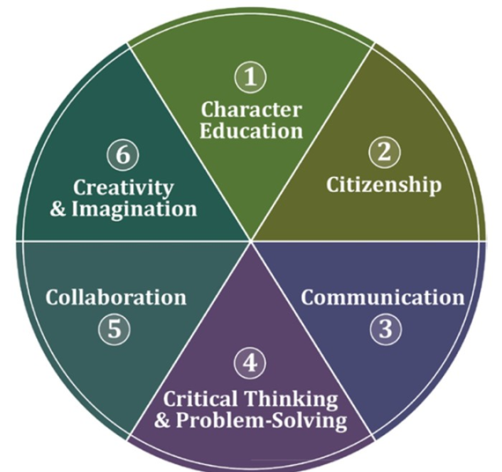 1
Character
Education
2
Citizenship
Communication
3
4
Critical Thinking
& Problem-Solving
Collaboration
5
6
Creativity
& Imagination